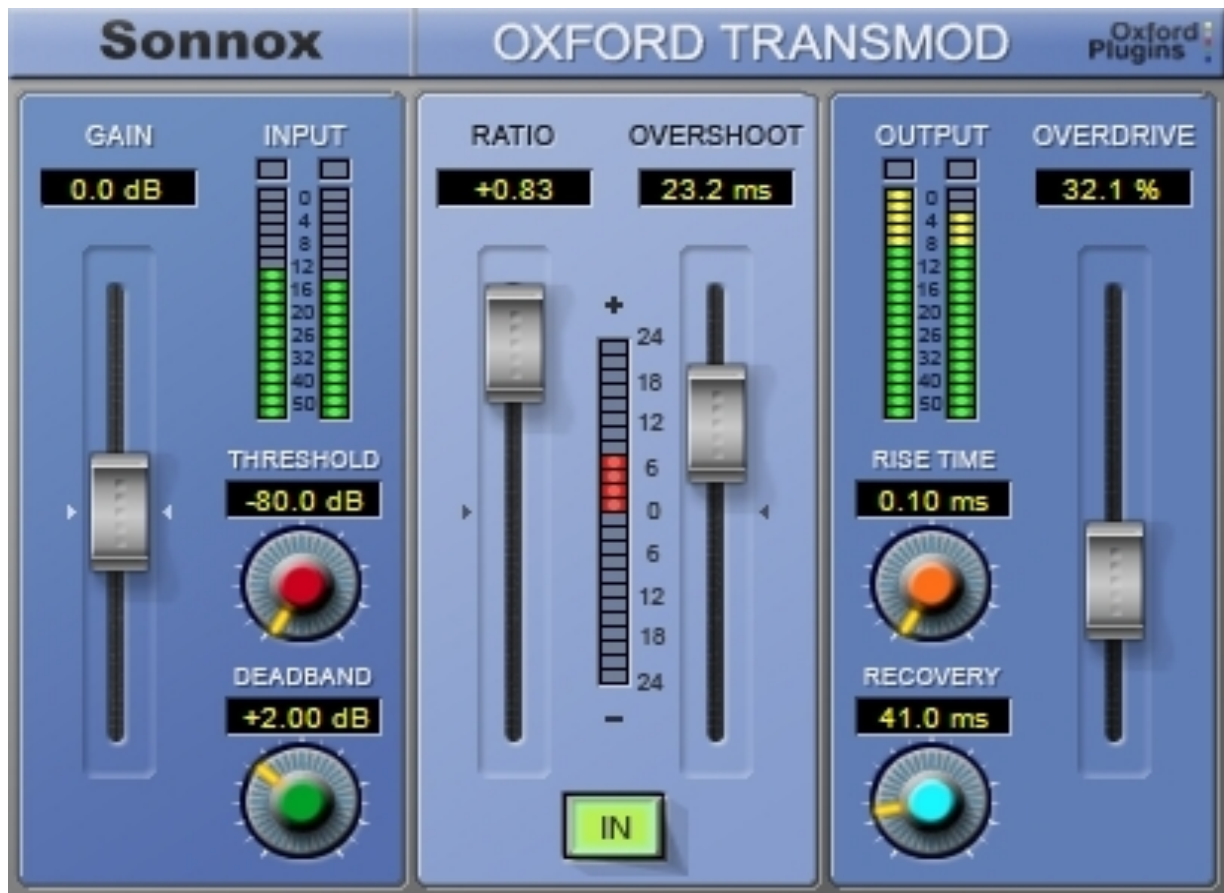 Sonnox
OXFORD TRANSMOD
Oxford
Plugins
GAIN
0.0 dB
INPUT
0
4
8
12
16
20
26
32
40
50
THRESHOLD
-80.0 dB
DEADBAND
+2.00 dB
RATIO
+0.83
OVERSHOOT
23.2 ms
+
24
18
12
6
0
6
12
18
24
−
IN
OUTPUT
0
4
8
12
16
20
26
32
40
50
OVERDRIVE
32.1 %
RISE TIME
0.10 ms
RECOVERY
41.0 ms